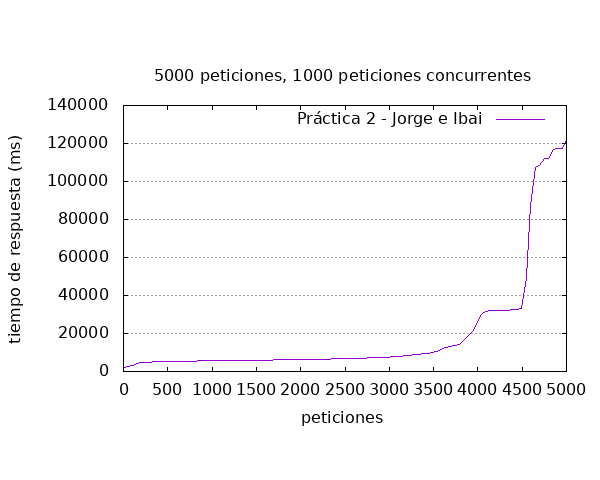 5000 peticiones, 1000 peticiones concurrentes
Práctica 2 - Jorge e Ibai
tiempo de respuesta (ms)
140000
120000
100000
80000
60000
40000
20000
0
0 500 1000 1500 2000 2500 3000 3500 4000 4500 5000
peticiones